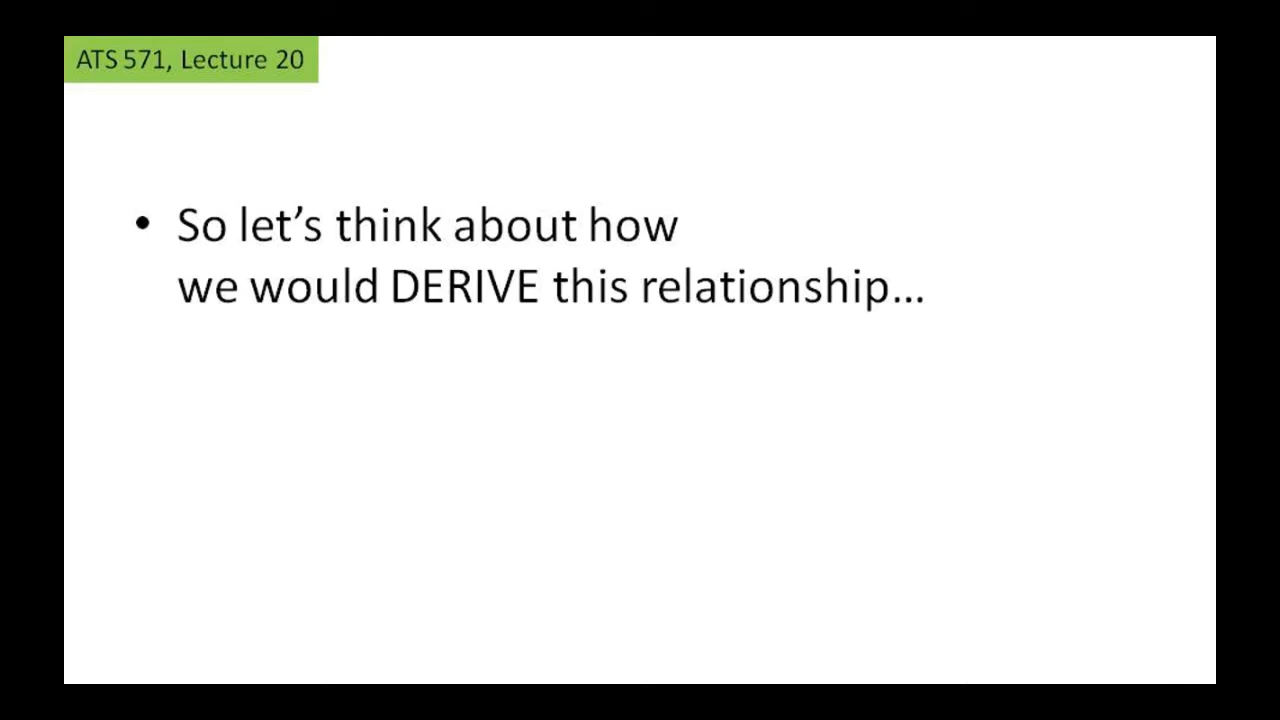 ATS 571, Lecture 20
• So let’s think about how
we would DERIVE this relationship…